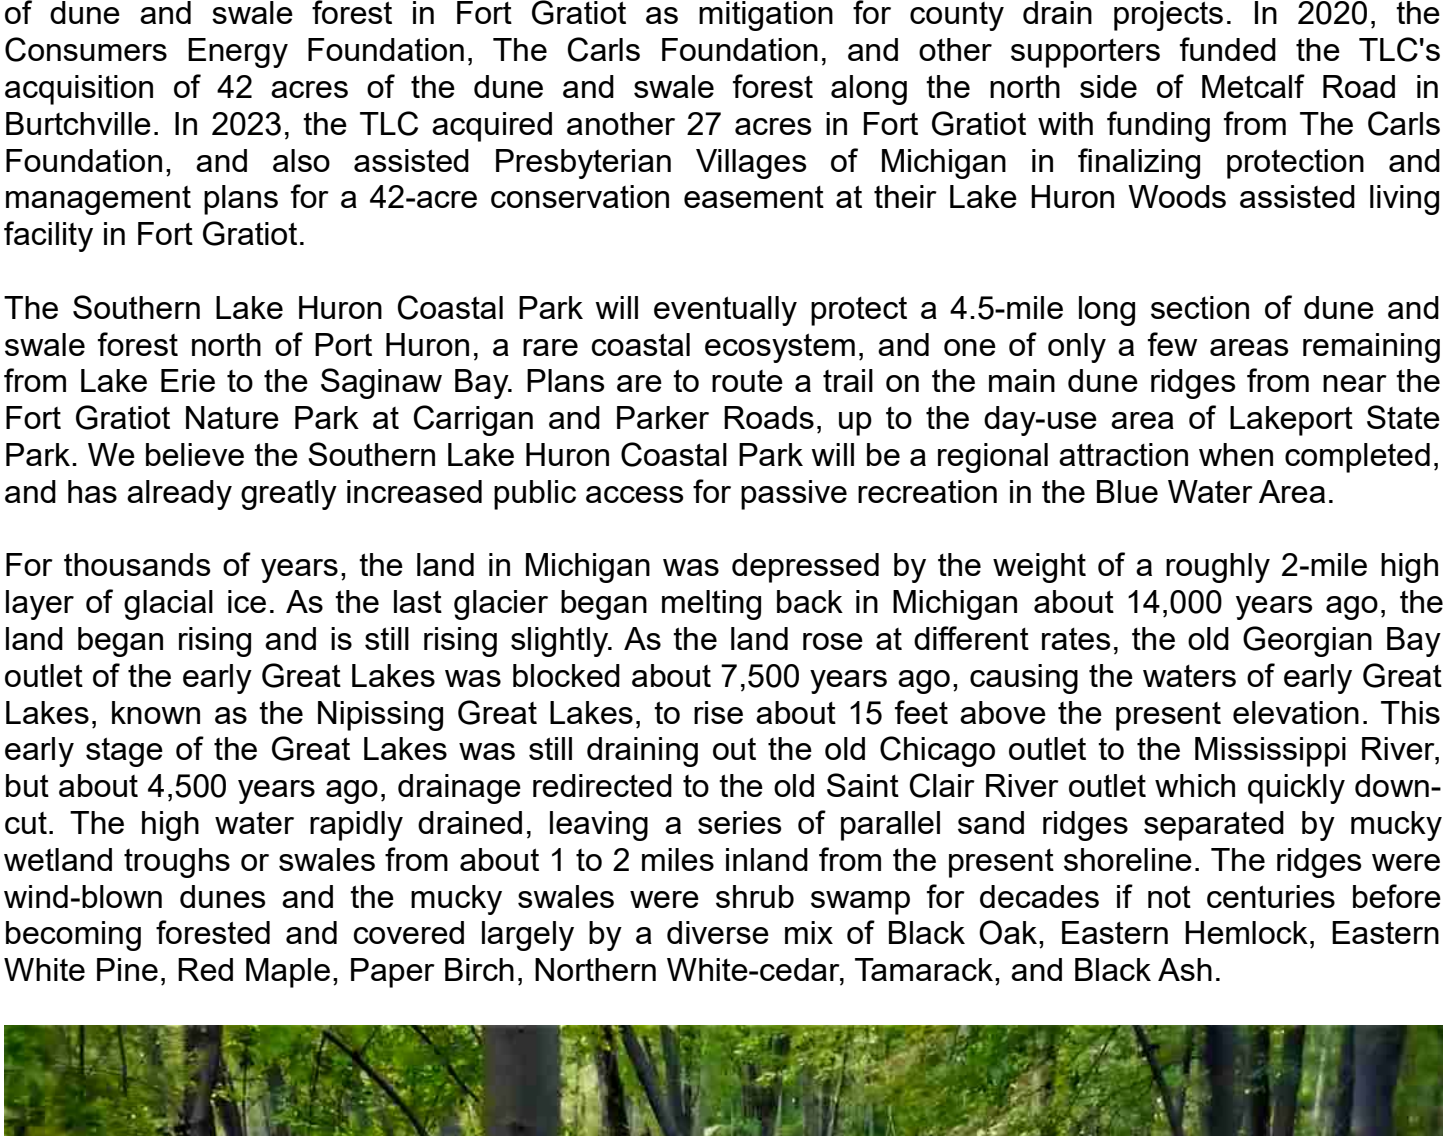 of dune and swale forest in Fort Gratiot as mitigation for county drain projects. In 2020, the
Consumers Energy Foundation, The Carls Foundation, and other supporters funded the TLC's
acquisition of 42 acres of the dune and swale forest along the north side of Metcalf Road in
Burtchville. In 2023, the TLC acquired another 27 acres in Fort Gratiot with funding from The Carls
Foundation, and also assisted Presbyterian Villages of Michigan in finalizing protection and
management plans for a 42-acre conservation easement at their Lake Huron Woods assisted living
facility in Fort Gratiot.
The Southern Lake Huron Coastal Park will eventually protect a 4.5-mile long section of dune and
swale forest north of Port Huron, a rare coastal ecosystem, and one of only a few areas remaining
from Lake Erie to the Saginaw Bay. Plans are to route a trail on the main dune ridges from near the
Fort Gratiot Nature Park at Carrigan and Parker Roads, up to the day-use area of Lakeport State
Park. We believe the Southern Lake Huron Coastal Park will be a regional attraction when completed,
and has already greatly increased public access for passive recreation in the Blue Water Area.
For thousands of years, the land in Michigan was depressed by the weight of a roughly 2-mile high
layer of glacial ice. As the last glacier began melting back in Michigan about 14,000 years ago, the
land began rising and is still rising slightly. As the land rose at different rates, the old Georgian Bay
outlet of the early Great Lakes was blocked about 7,500 years ago, causing the waters of early Great
Lakes, known as the Nipissing Great Lakes, to rise about 15 feet above the present elevation. This
early stage of the Great Lakes was still draining out the old Chicago outlet to the Mississippi River,
but about 4,500 years ago, drainage redirected to the old Saint Clair River outlet which quickly down-
cut. The high water rapidly drained, leaving a series of parallel sand ridges separated by mucky
wetland troughs or swales from about 1 to 2 miles inland from the present shoreline. The ridges were
wind-blown dunes and the mucky swales were shrub swamp for decades if not centuries before
becoming forested and covered largely by a diverse mix of Black Oak, Eastern Hemlock, Eastern
White Pine, Red Maple, Paper Birch, Northern White-cedar, Tamarack, and Black Ash.